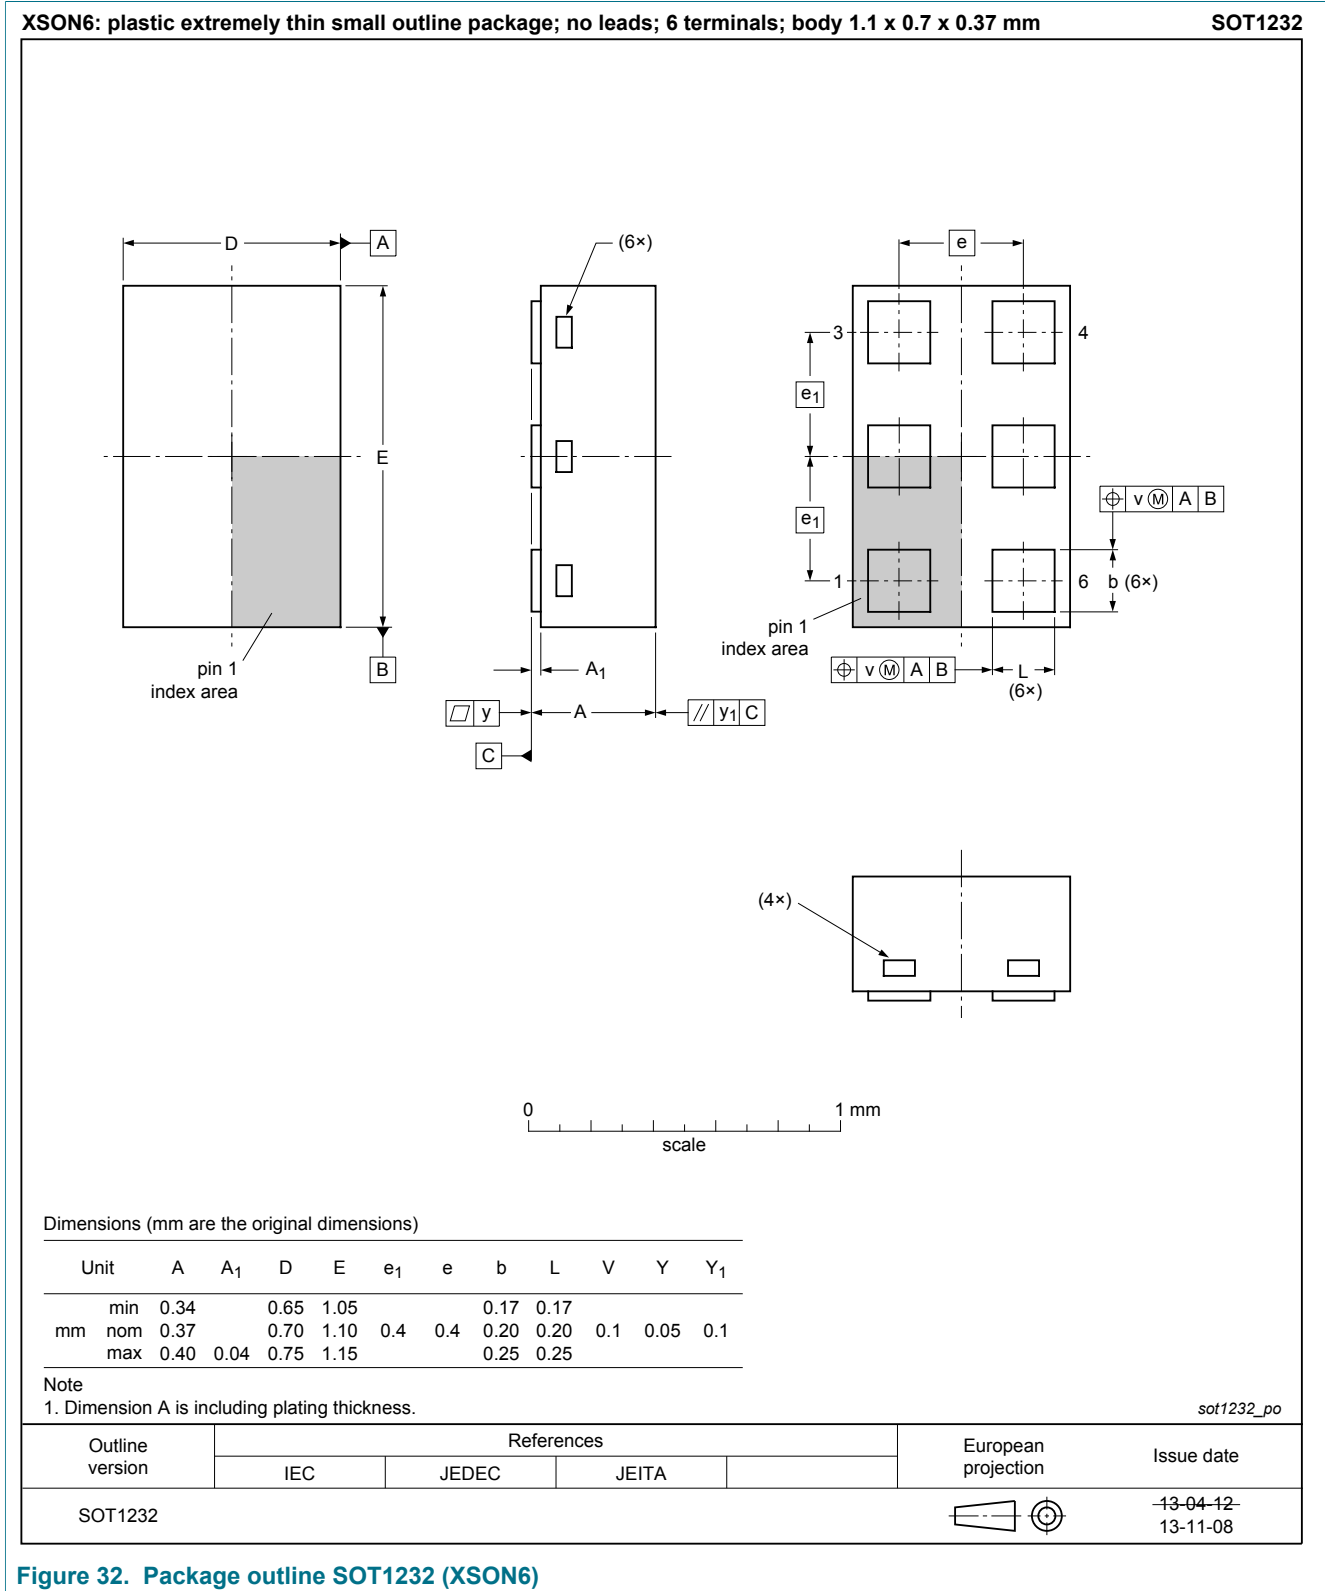 XSON6: plastic extremely thin small outline package; no leads; 6 terminals; body 1.1 x 0.7 x 0.37 mm SOT1232
D A (6×) e
3 4
e1
E
e1
v M A B
1 6 b (6×)
pin 1
index area
pin 1
index area
B A1 v M A B L
(6×)
y A // y1 C
C
(4×)
0 1 mm
scale
Dimensions (mm are the original dimensions)
Unit A A1 D E e1 e b L V Y Y1
min 0.34 0.65 1.05 0.17 0.17
mm nom 0.37 0.70 1.10 0.4 0.4 0.20 0.20 0.1 0.05 0.1
max 0.40 0.04 0.75 1.15 0.25 0.25
Note
1. Dimension A is including plating thickness.
sot1232_po
Outline
version
References
IEC JEDEC JEITA
European
projection
Issue date
SOT1232
13-04-12
13-11-08
Figure 32. Package outline SOT1232 (XSON6)